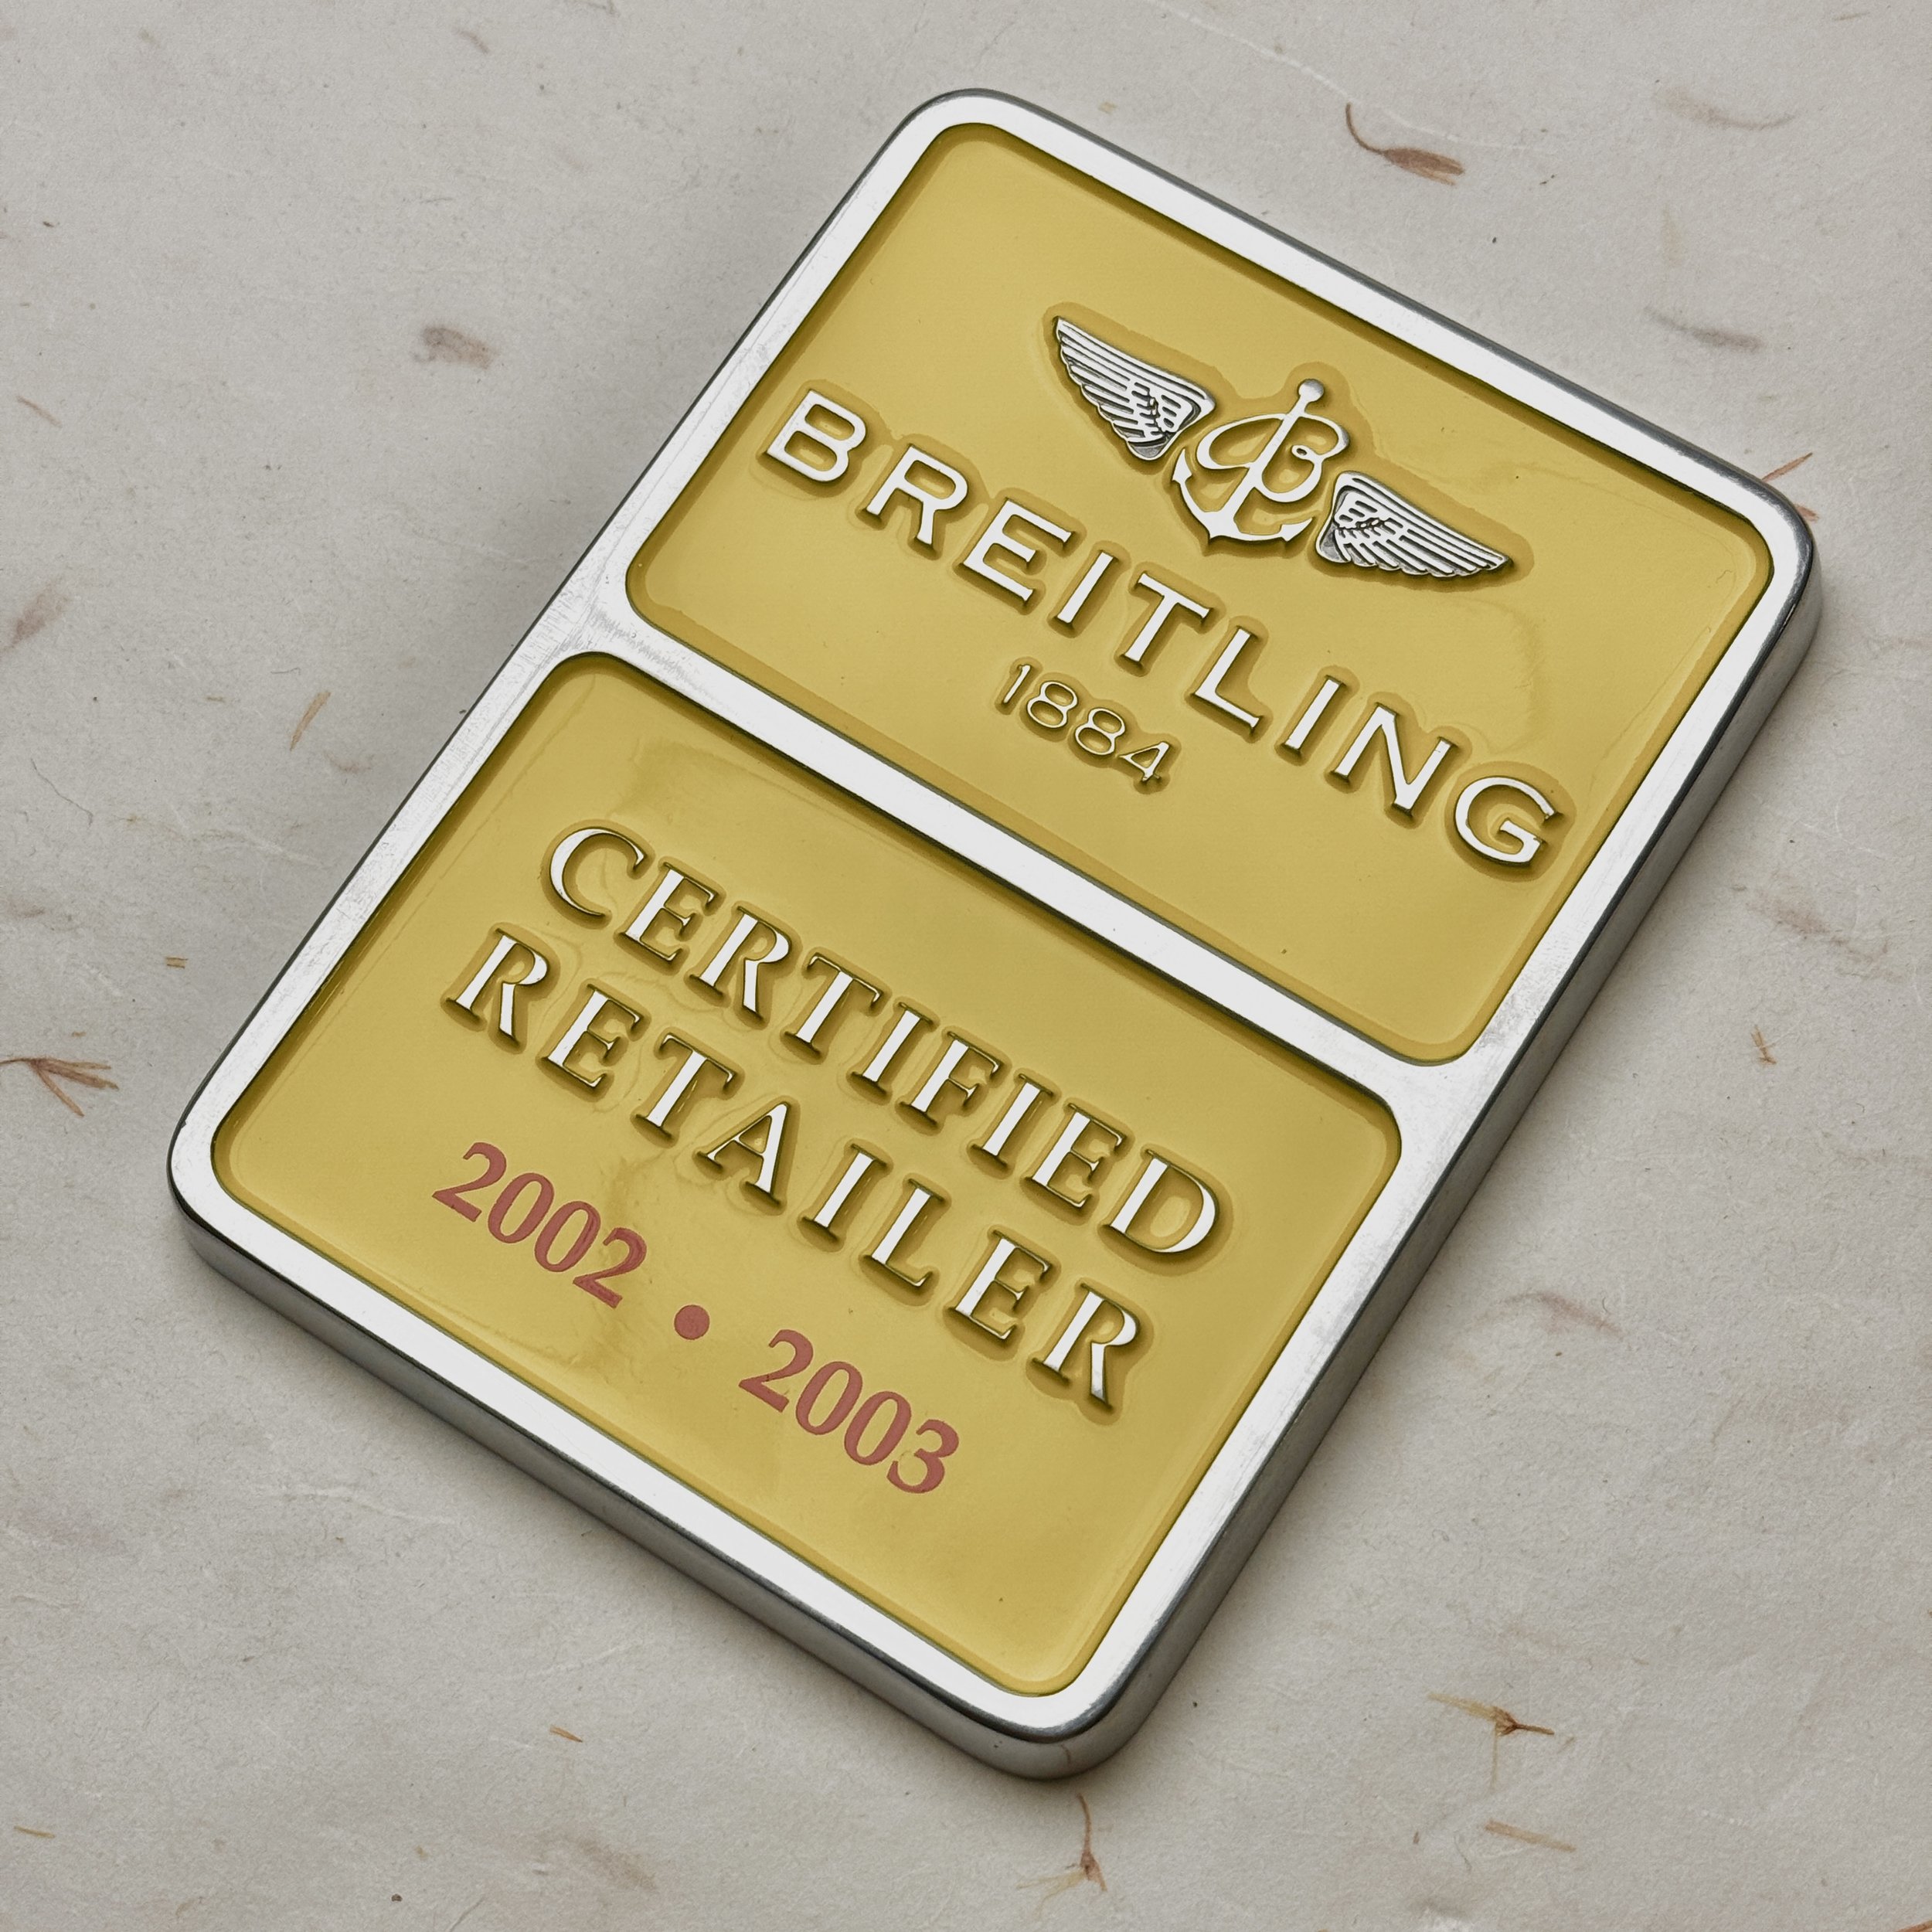 B
BREITLING
1884
CERTIFIED
RETAILER
2002 • 2003